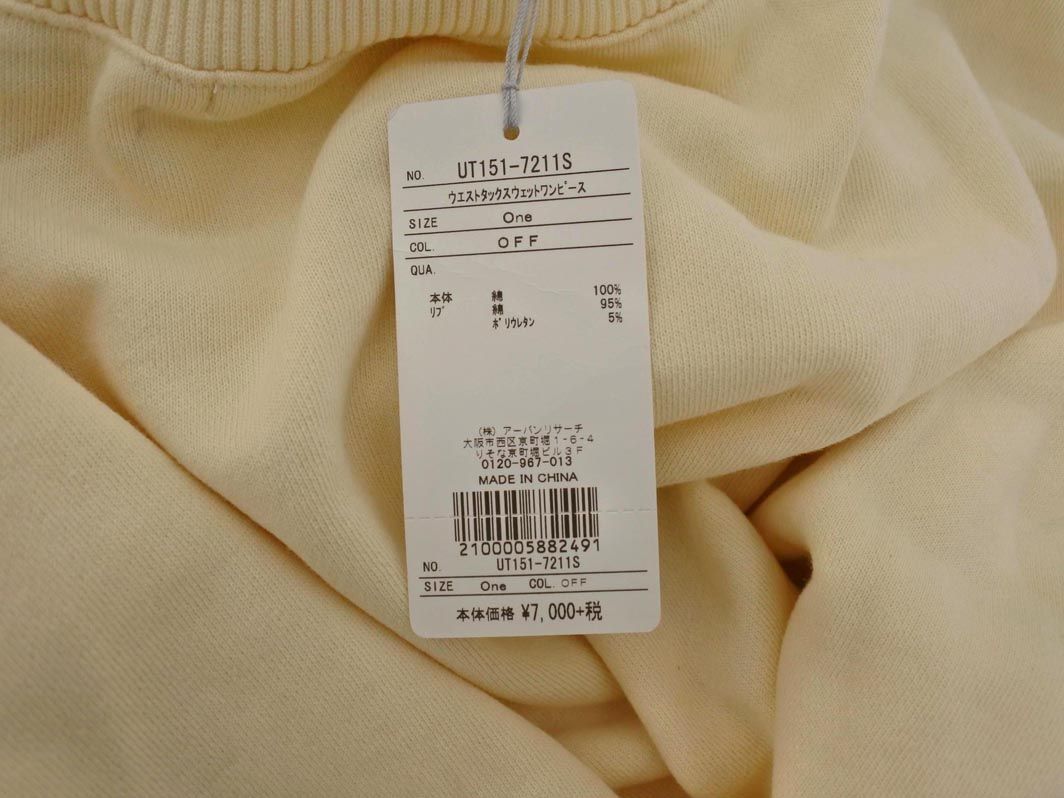 NO. UT151-7211S
ウエストタックスウェットワンピース
SIZE One
COL. OFF
QUA.
本体 綿 100%
リブ 綿 95%
ポリウレタン 5%
(株) アーバンリサーチ
大阪市西区京町堀1-6-4
りそな京町堀ビル3F
0120-967-013
MADE IN CHINA
2100005882491
NO. UT151-7211S
SIZE One COL. OFF
本体価格 ¥7,000+税